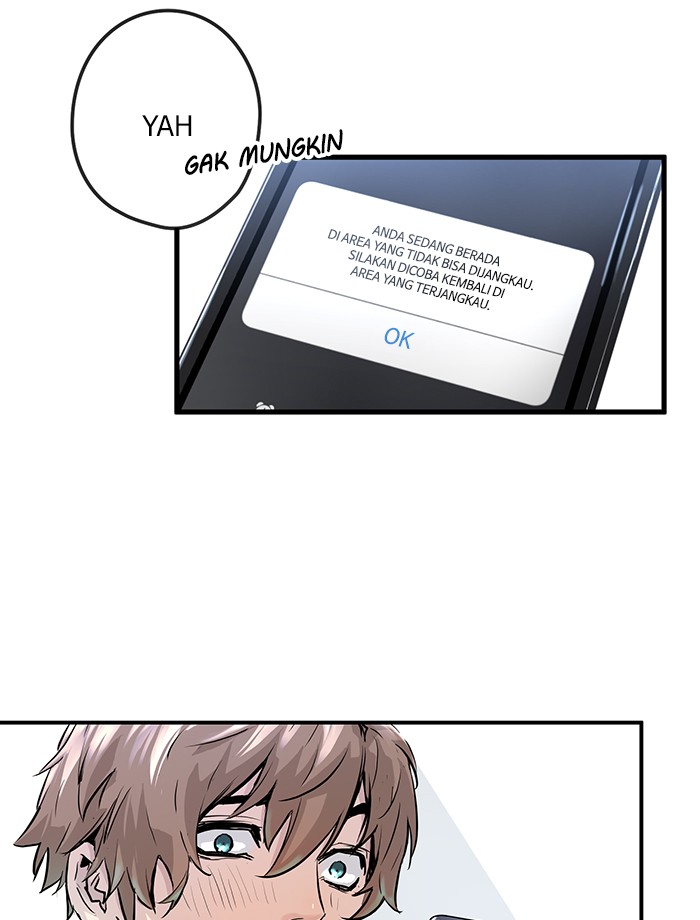 YAH
GAK MUNGKIN
ANDA SEDANG BERADA
DI AREA YANG TIDAK BISA DIJANGKAU.
SILAKAN DICOBA KEMBALI DI
AREA YANG TERJANGKAU.
OK